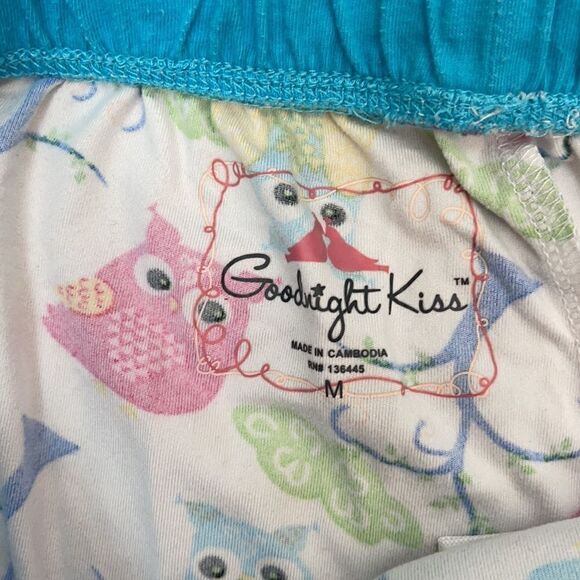 Goodnight Kiss™
MADE IN CAMBODIA
RN# 136445
M